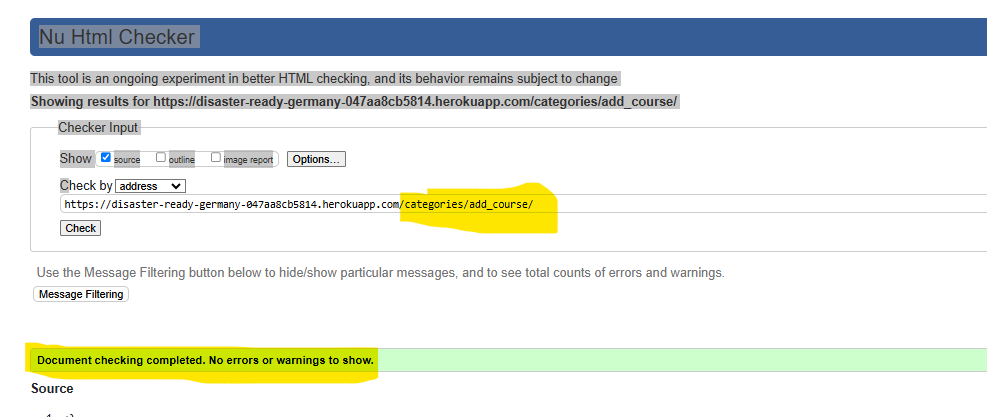 Nu Html Checker
This tool is an ongoing experiment in better HTML checking, and its behavior remains subject to change
Showing results for https://disaster-ready-germany-047aa8cb5814.herokuapp.com/categories/add_course/
Checker Input
Show source outline image report Options...
Check by address
https://disaster-ready-germany-047aa8cb5814.herokuapp.com/categories/add_course/
Check
Use the Message Filtering button below to hide/show particular messages, and to see total counts of errors and warnings.
Message Filtering
Document checking completed. No errors or warnings to show.
Source